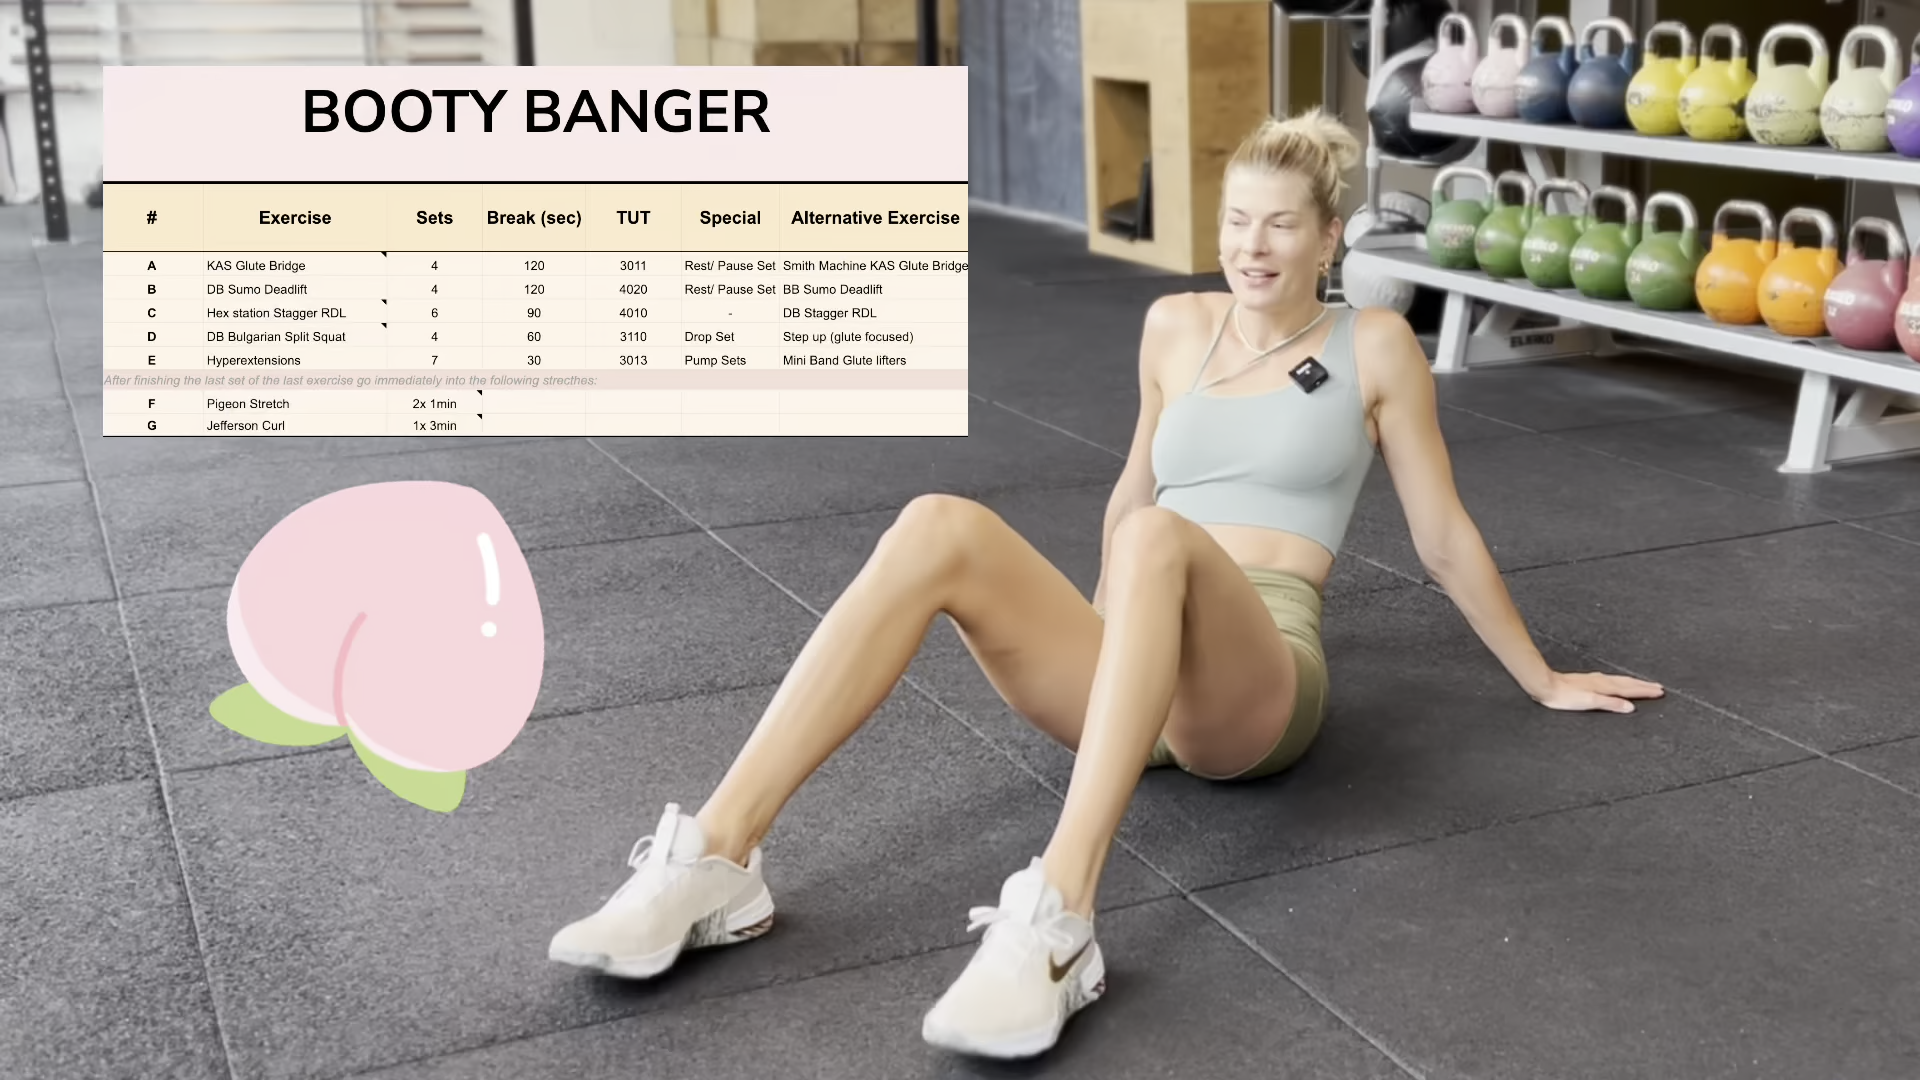 BOOTY BANGER
# Exercise Sets Break (sec) TUT Special Alternative Exercise
A KAS Glute Bridge 4 120 3011 Rest/ Pause Set Smith Machine KAS Glute Bridge
B DB Sumo Deadlift 4 120 4020 Rest/ Pause Set BB Sumo Deadlift
C Hex station Stagger RDL 6 90 4010 - DB Stagger RDL
D DB Bulgarian Split Squat 4 60 3110 Drop Set Step up (glute focused)
E Hyperextensions 7 30 3013 Pump Sets Mini Band Glute lifters
After finishing the last set of the last exercise go immediately into the following strecthes:
F Pigeon Stretch 2x 1min
G Jefferson Curl 1x 3min
ELEIKO